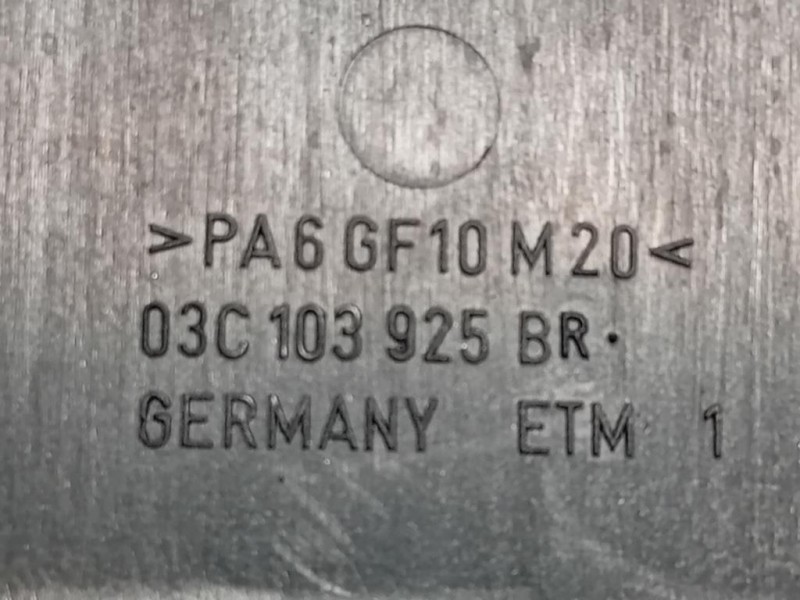 >PA6 GF10 M20<
03C 103 925 BR.
GERMANY ETM 1